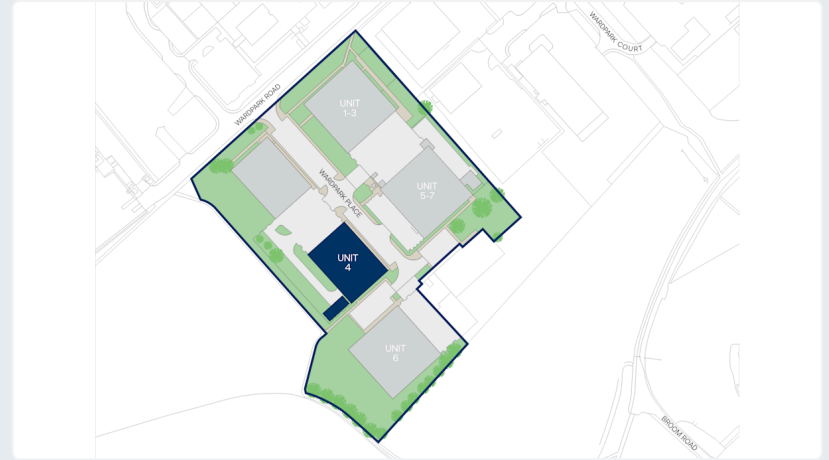 WARDPARK COURT
WARDPARK ROAD
UNIT
1-3
WARDPARK PLACE
UNIT
5-7
UNIT
4
UNIT
6
BROOM ROAD